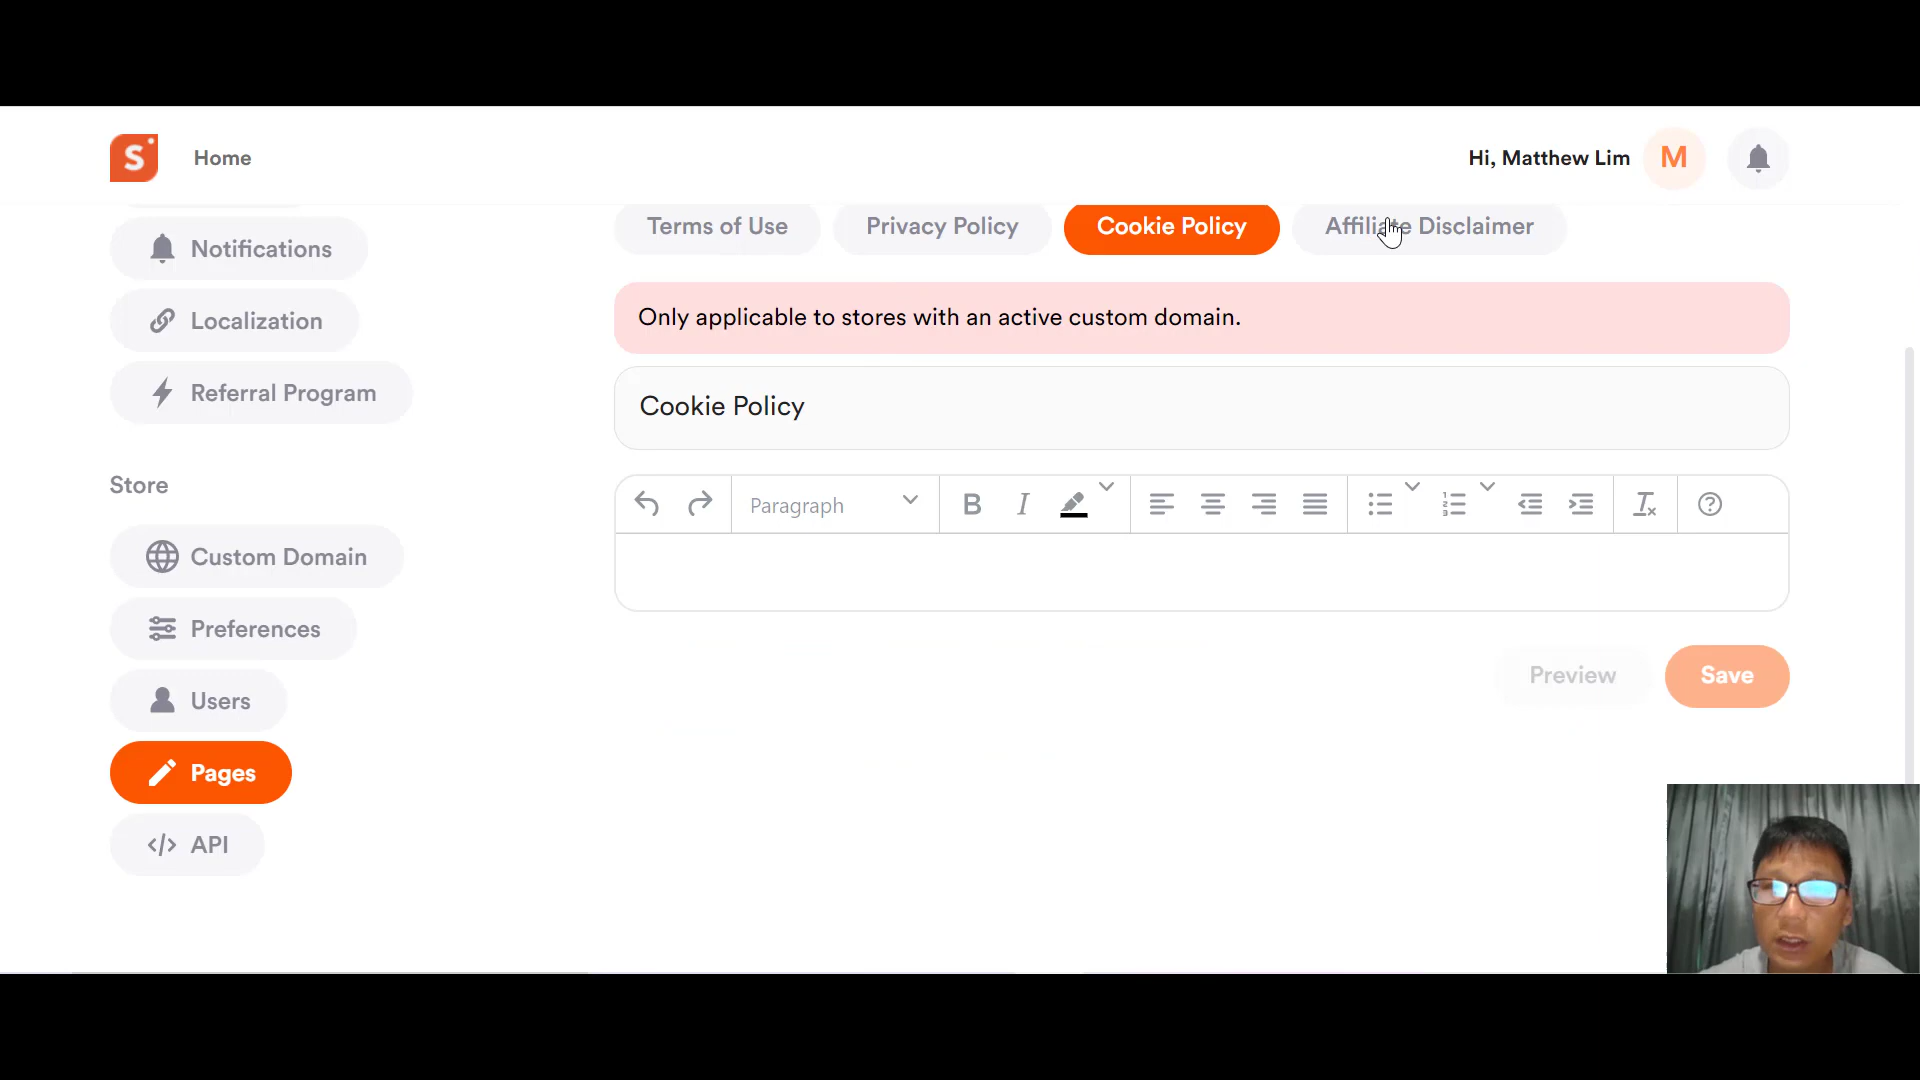 S
Home
Hi, Matthew Lim
M
Terms of Use
Privacy Policy
Cookie Policy
Affiliate Disclaimer
Notifications
Localization
Referral Program
Store
Custom Domain
Preferences
Users
Pages
API
Only applicable to stores with an active custom domain.
Cookie Policy
Paragraph
B
I
Preview
Save